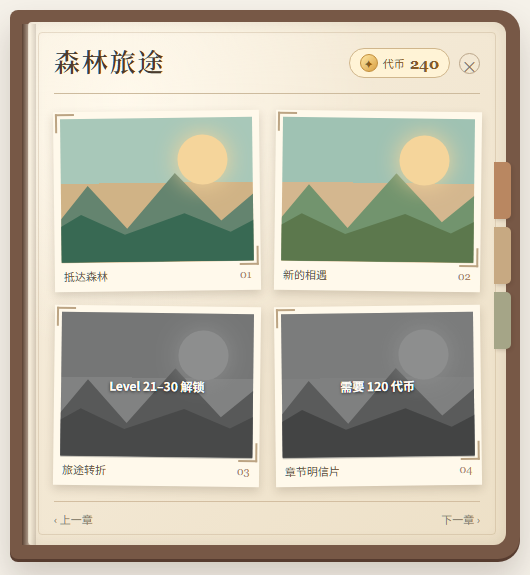 森林旅途
代币 240
抵达森林 01
新的相遇 02
Level 21–30 解锁
旅途转折 03
需要 120 代币
章节明信片 04
‹ 上一章
下一章 ›